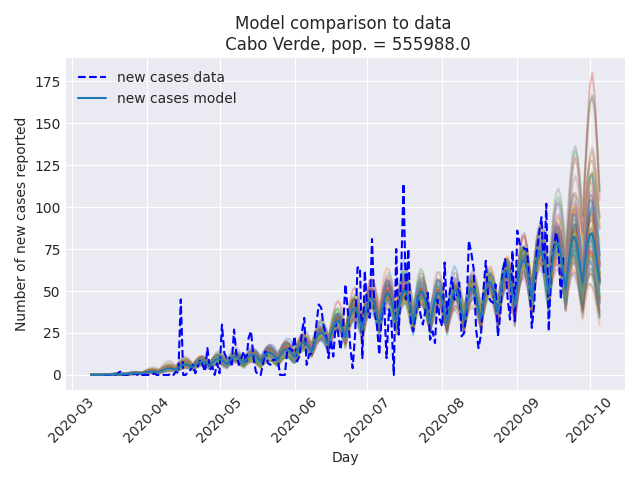 Model comparison to data
Cabo Verde, pop. = 555988.0
new cases data
new cases model
Number of new cases reported
175
150
125
100
75
50
25
0
2020-03
2020-04
2020-05
2020-06
2020-07
2020-08
2020-09
2020-10
Day